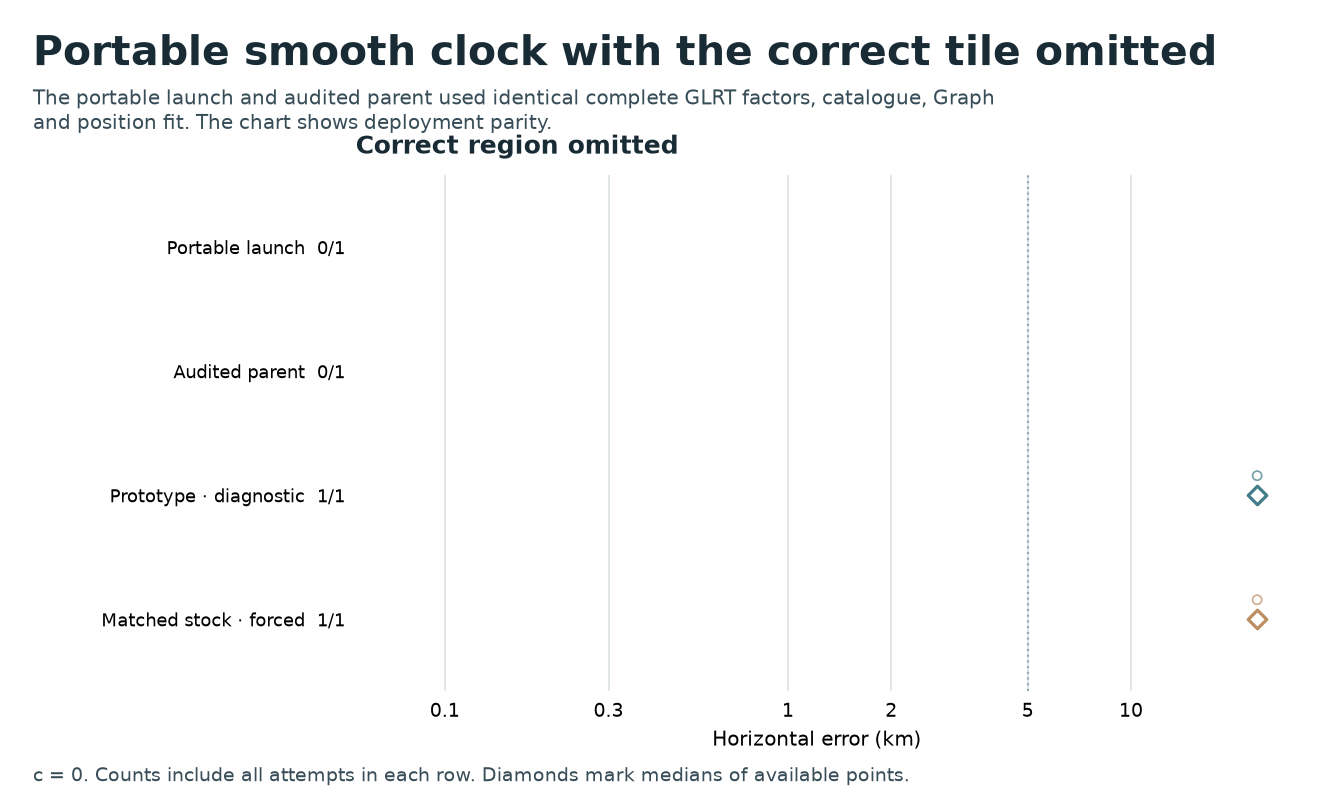 Portable smooth clock with the correct tile omitted
The portable launch and audited parent used identical complete GLRT factors, catalogue, Graph
and position fit. The chart shows deployment parity.
Correct region omitted
Portable launch 0/1
Audited parent 0/1
Prototype · diagnostic 1/1
Matched stock · forced 1/1
0.1 0.3 1 2 5 10
Horizontal error (km)
c = 0. Counts include all attempts in each row. Diamonds mark medians of available points.